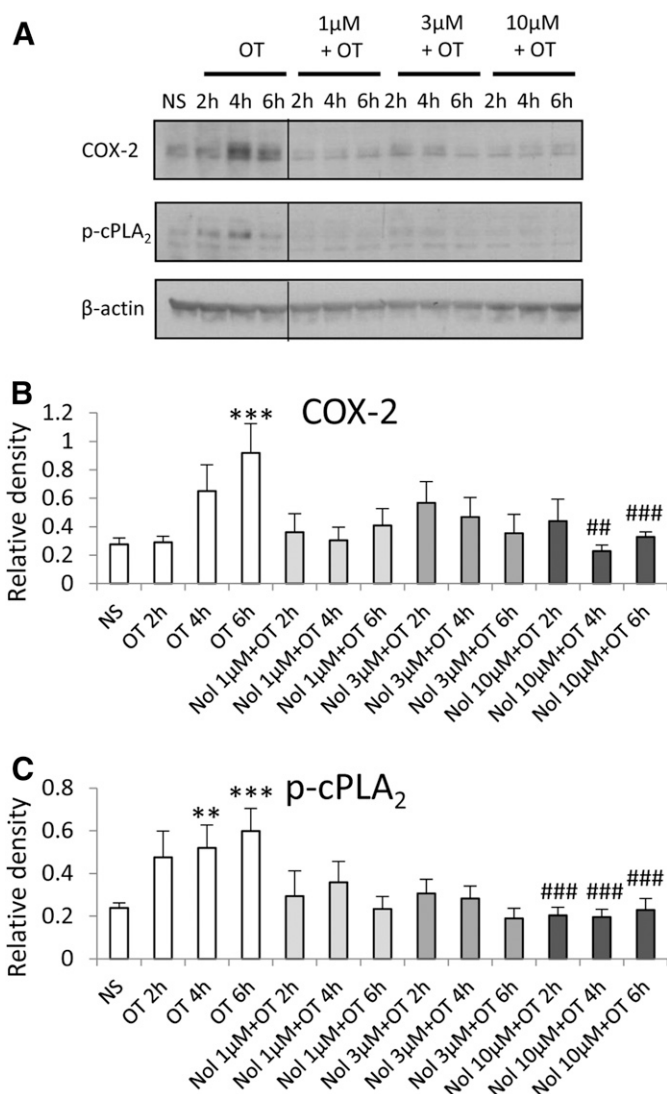 A
OT
1μM + OT
3μM + OT
10μM + OT
NS 2h 4h 6h 2h 4h 6h 2h 4h 6h 2h 4h 6h
COX-2
p-cPLA₂
β-actin
B
COX-2
Relative density
1.2
1
0.8
0.6
0.4
0.2
0
***
##
###
NS
OT 2h
OT 4h
OT 6h
Nol 1μM+OT 2h
Nol 1μM+OT 4h
Nol 1μM+OT 6h
Nol 3μM+OT 2h
Nol 3μM+OT 4h
Nol 3μM+OT 6h
Nol 10μM+OT 2h
Nol 10μM+OT 4h
Nol 10μM+OT 6h
C
p-cPLA₂
Relative density
0.8
0.6
0.4
0.2
0
**
***
###
###
###
NS
OT 2h
OT 4h
OT 6h
Nol 1μM+OT 2h
Nol 1μM+OT 4h
Nol 1μM+OT 6h
Nol 3μM+OT 2h
Nol 3μM+OT 4h
Nol 3μM+OT 6h
Nol 10μM+OT 2h
Nol 10μM+OT 4h
Nol 10μM+OT 6h